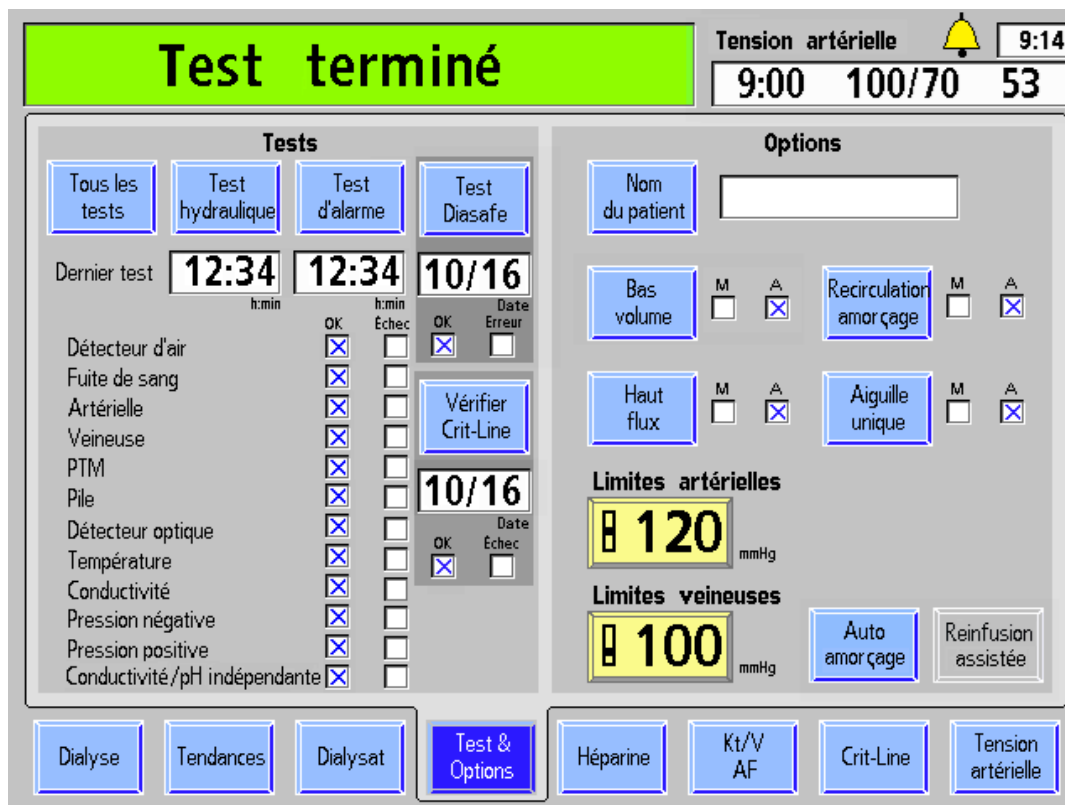 Test terminé
Tension artérielle
9:14
9:00 100/70 53
Tests
Tous les
tests
Test
hydraulique
Test
d'alarme
Test
Diasafe
Dernier test
12:34
h:min
12:34
h:min
10/16
Date
OK Échec
OK Erreur
Détecteur d'air
Fuite de sang
Artérielle
Veineuse
PTM
Pile
Détecteur optique
Température
Conductivité
Pression négative
Pression positive
Conductivité/pH indépendante
Vérifier
Crit-Line
10/16
Date
OK Échec
Options
Nom
du patient
Bas
volume
M A
Recirculation
amorçage
M A
Haut
flux
M A
Aiguille
unique
M A
Limites artérielles
120 mmHg
Limites veineuses
100 mmHg
Auto
amorçage
Reinfusion
assistée
Dialyse
Tendances
Dialysat
Test &
Options
Héparine
Kt/V
AF
Crit-Line
Tension
artérielle